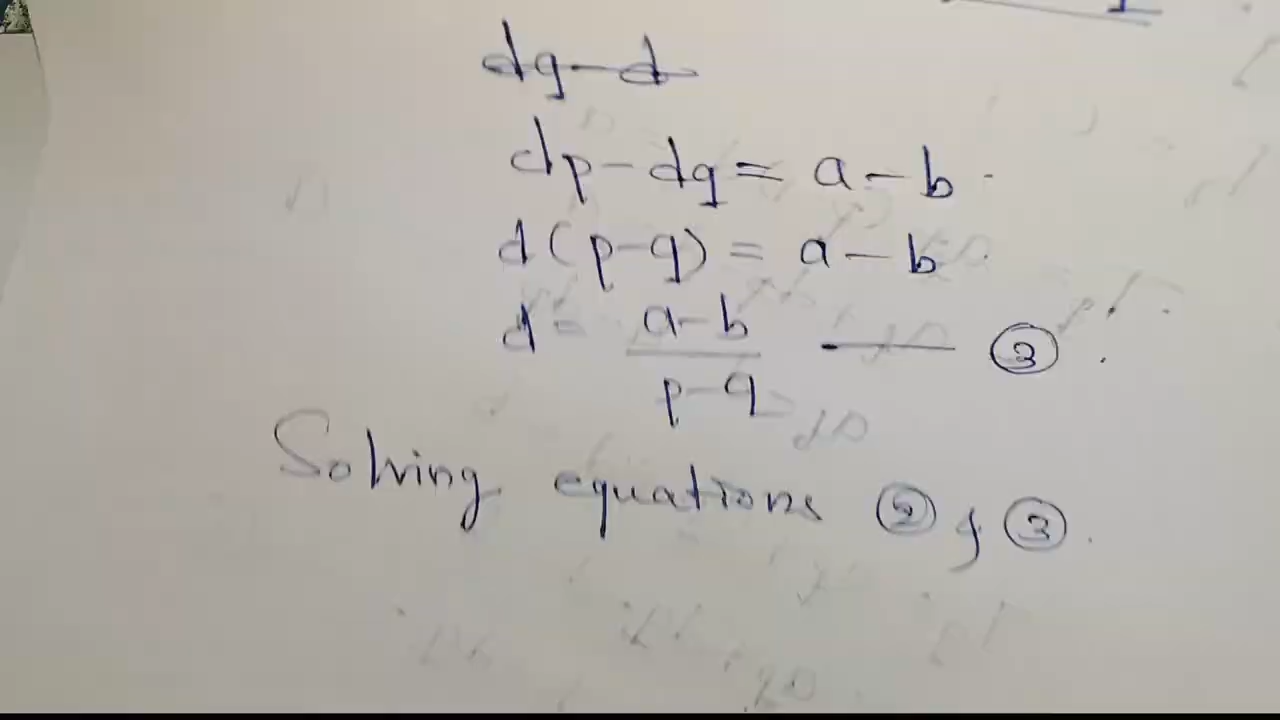 dq-d
dp-dq = a-b.
d(p-q) = a-b.
d = a-b/p-q —— ③.
Solving equations ② & ③.